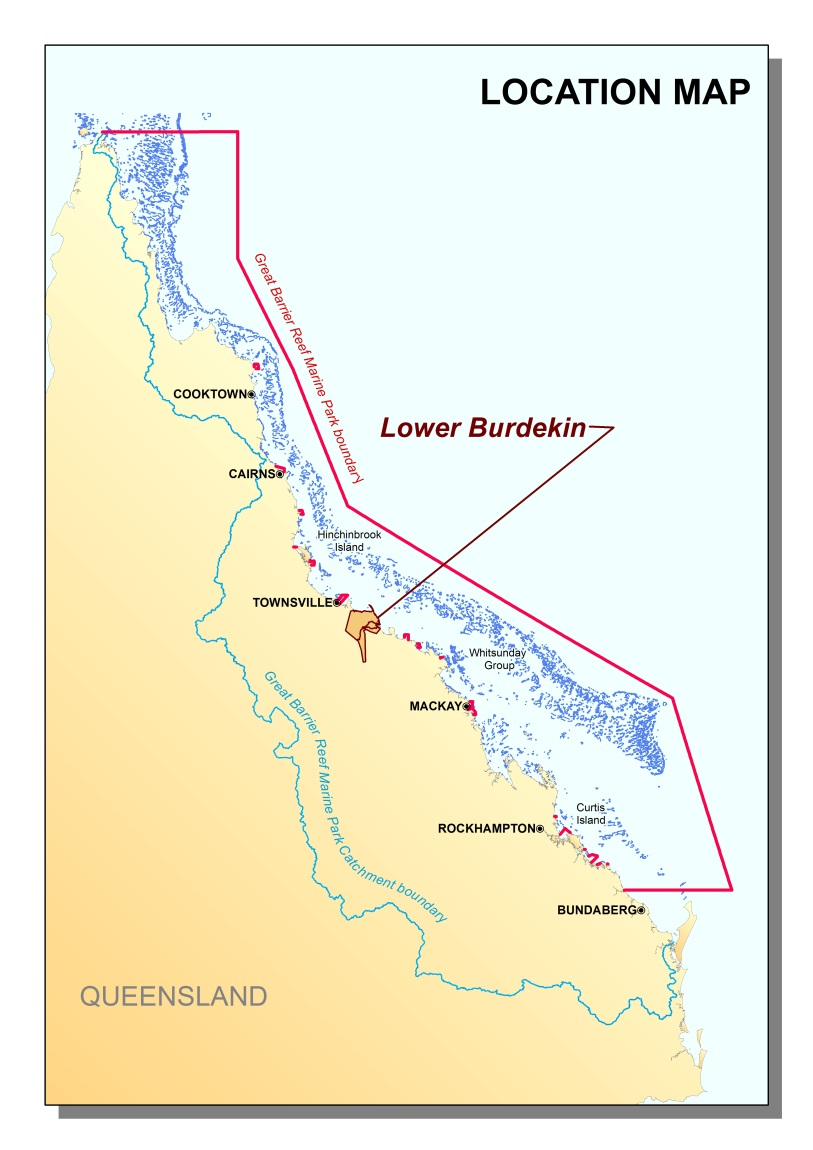 LOCATION MAP
Great Barrier Reef Marine Park boundary
COOKTOWN
Lower Burdekin
CAIRNS
Hinchinbrook
Island
TOWNSVILLE
Whitsunday
Group
Great Barrier Reef Marine Park Catchment boundary
MACKAY
Curtis
Island
ROCKHAMPTON
BUNDABERG
QUEENSLAND